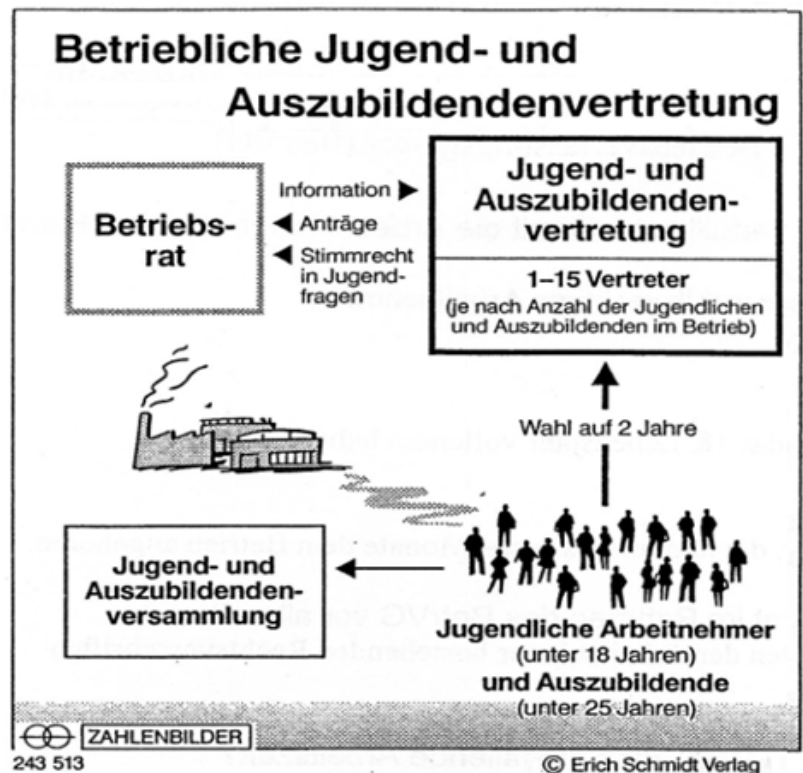 Betriebliche Jugend- und
Auszubildendenvertretung
Betriebs-
rat
Information
Anträge
Stimmrecht
in Jugend-
fragen
Jugend- und
Auszubildenden-
vertretung
1–15 Vertreter
(je nach Anzahl der Jugendlichen
und Auszubildenden im Betrieb)
Wahl auf 2 Jahre
Jugend- und
Auszubildenden-
versammlung
Jugendliche Arbeitnehmer
(unter 18 Jahren)
und Auszubildende
(unter 25 Jahren)
ZAHLENBILDER
243 513
© Erich Schmidt Verlag